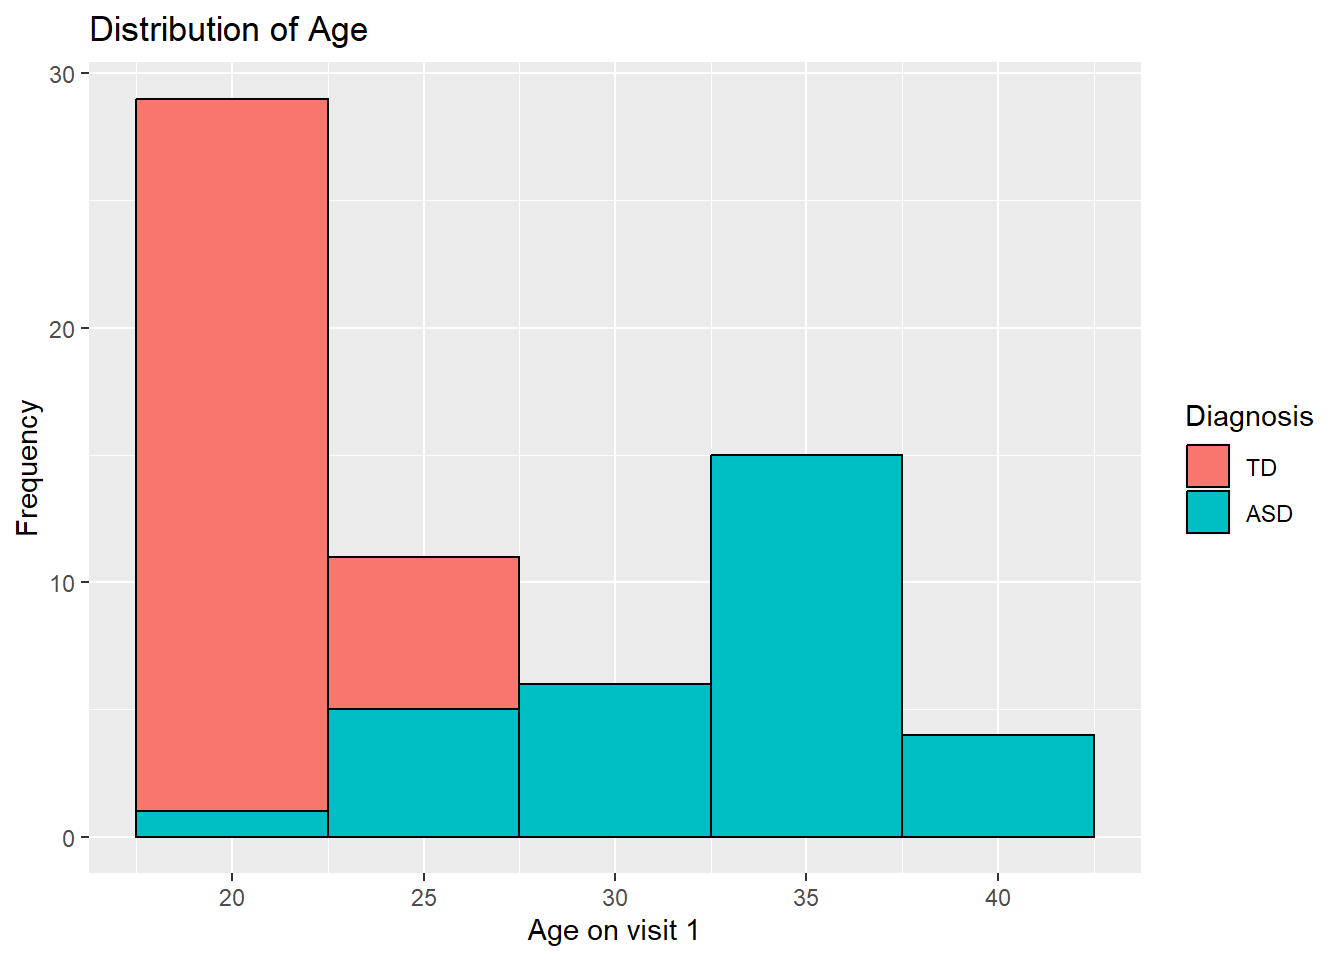 Distribution of Age
30
20
10
0
Frequency
20 25 30 35 40
Age on visit 1
Diagnosis
TD
ASD